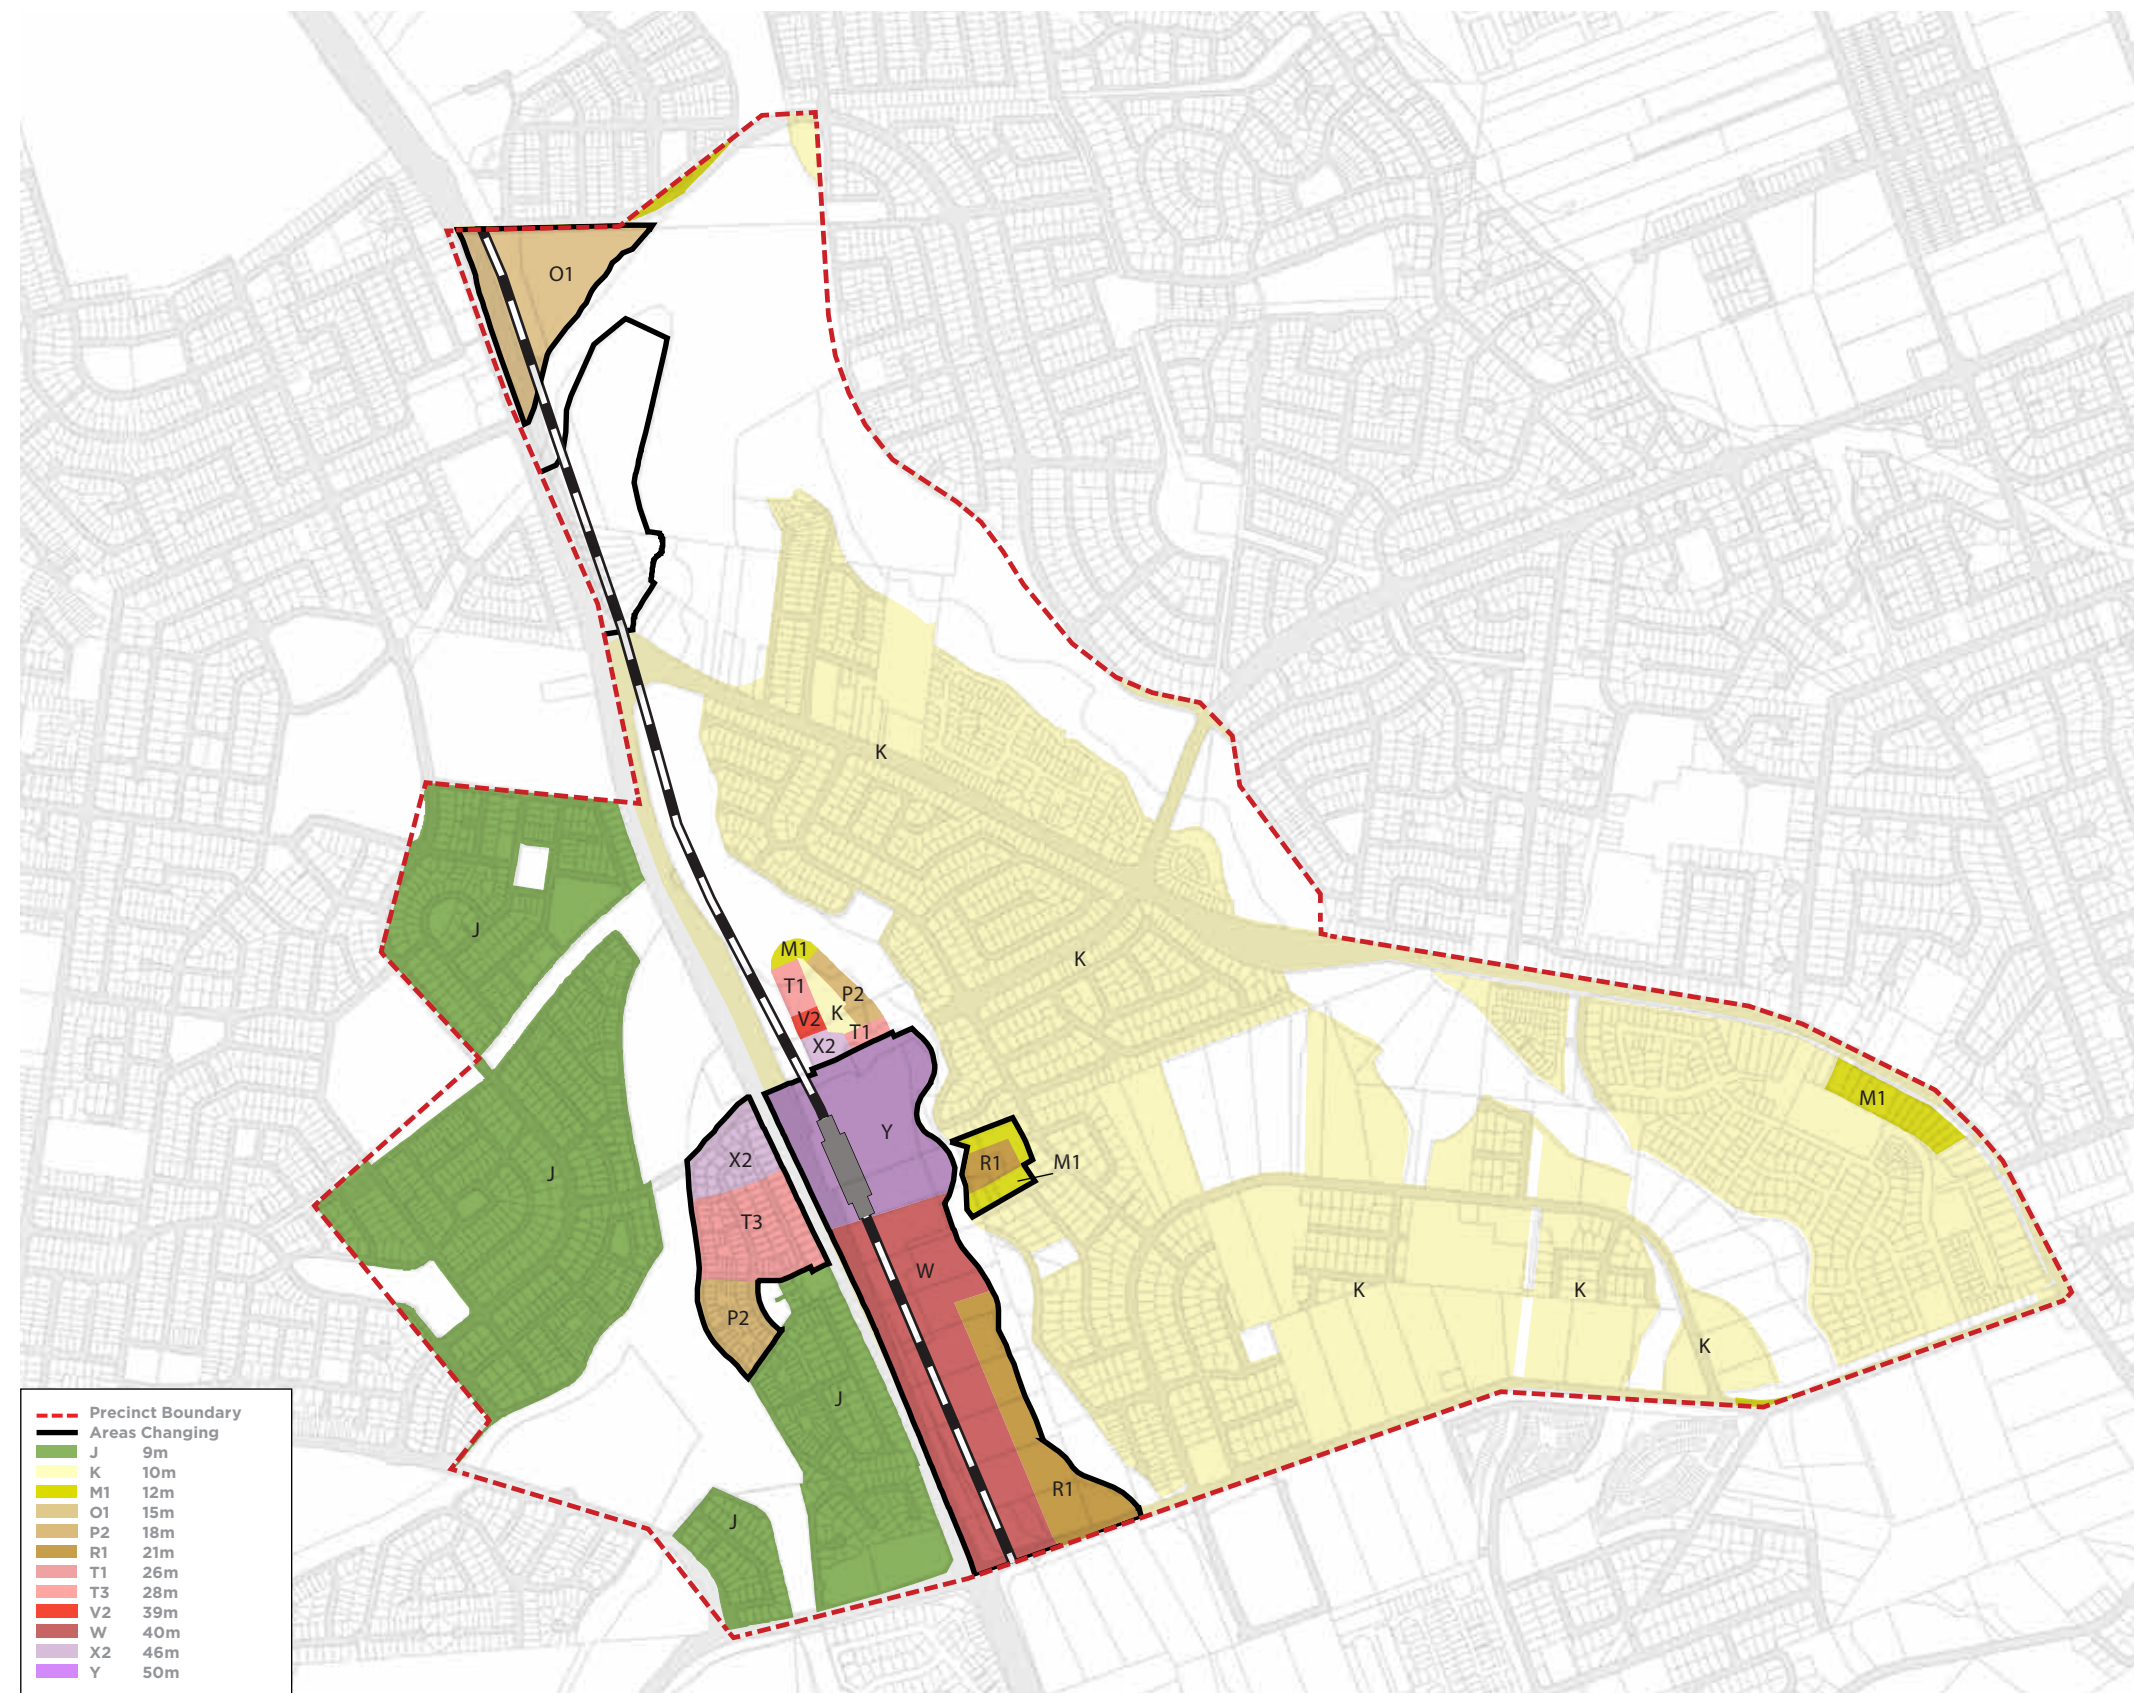 O1
K
J
M1
K
T1
P2
K
V2
T1
X2
M1
Y
R1
M1
X2
J
T3
W
K
K
P2
K
J
R1
J
Precinct Boundary
Areas Changing
J 9m
K 10m
M1 12m
O1 15m
P2 18m
R1 21m
T1 26m
T3 28m
V2 39m
W 40m
X2 46m
Y 50m